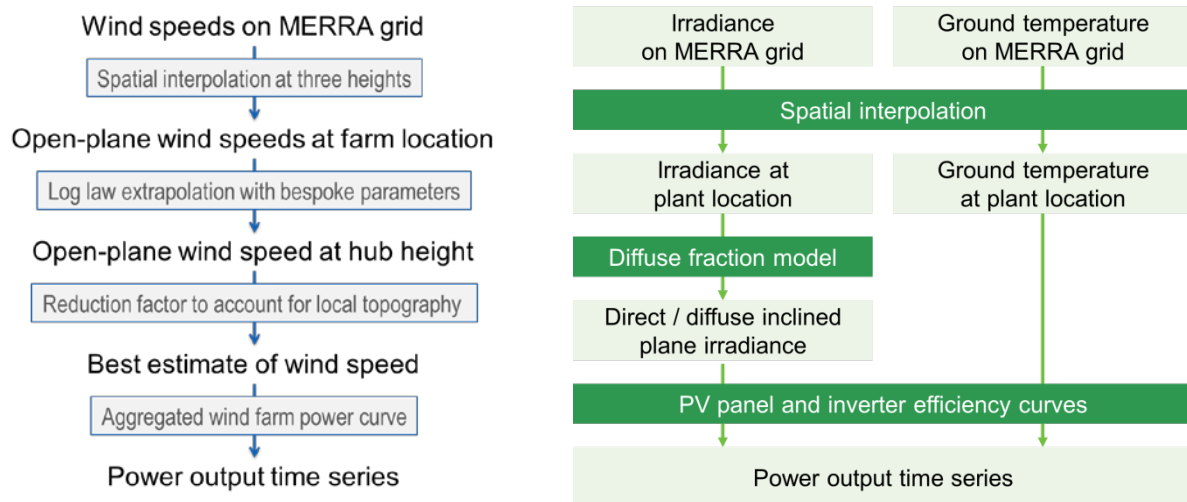 Wind speeds on MERRA grid
Spatial interpolation at three heights
Open-plane wind speeds at farm location
Log law extrapolation with bespoke parameters
Open-plane wind speed at hub height
Reduction factor to account for local topography
Best estimate of wind speed
Aggregated wind farm power curve
Power output time series
Irradiance
on MERRA grid
Ground temperature
on MERRA grid
Spatial interpolation
Irradiance at
plant location
Ground temperature
at plant location
Diffuse fraction model
Direct / diffuse inclined
plane irradiance
PV panel and inverter efficiency curves
Power output time series